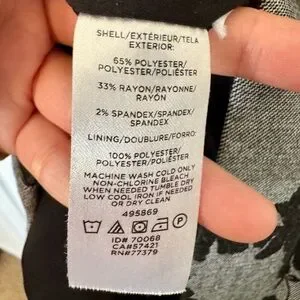 SHELL/EXTÉRIEUR/TELA
EXTERIOR:
65% POLYESTER/
POLYESTER/POLIÉSTER
33% RAYON/RAYONNE/
RAYÓN
2% SPANDEX/SPANDEX/
SPANDEX
LINING/DOUBLURE/FORRO:
100% POLYESTER/
POLYESTER/POLIÉSTER
MACHINE WASH COLD ONLY
NON-CHLORINE BLEACH
WHEN NEEDED TUMBLE DRY
LOW COOL IRON IF NEEDED
OR/OU/O DRY CLEAN
495869
ID# 70068
CA#57421
RN#77379